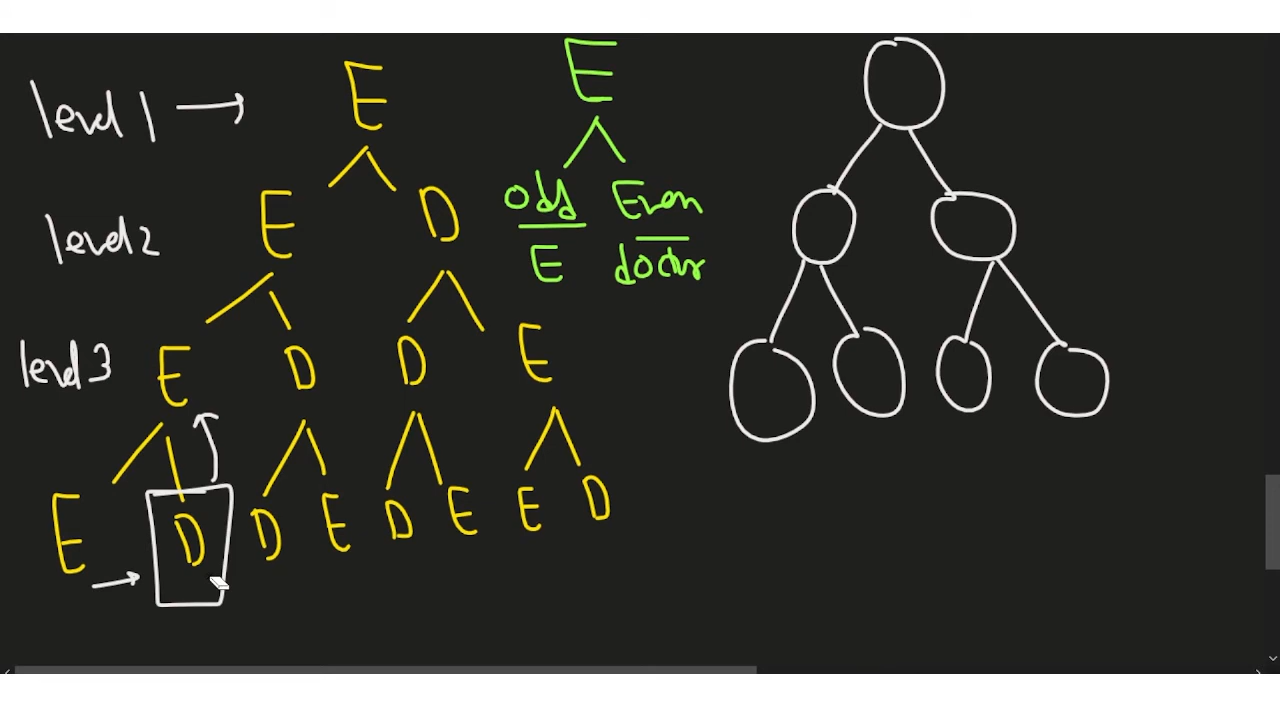 level 1 E E
level 2 E D odd Even
E doctor
level 3 E D D E
E D D E D E E D